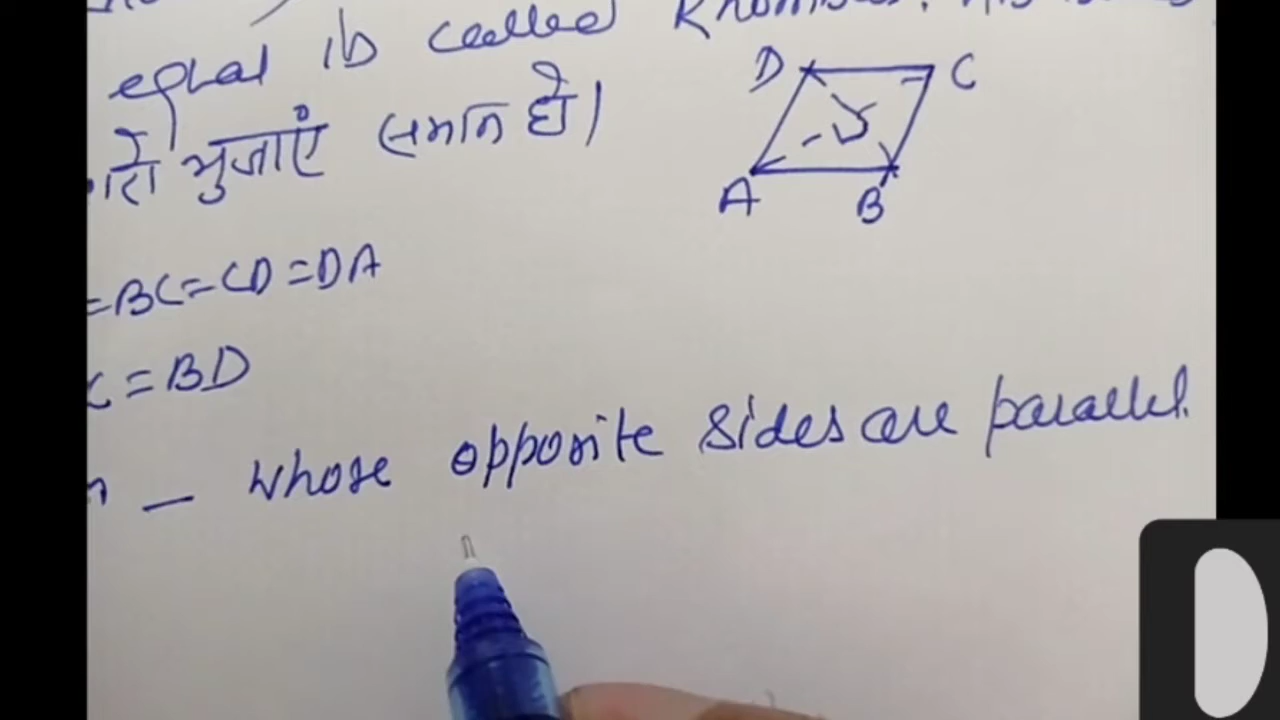 equal is called Rhombus.
भुजाएं समान है।
D C
A B
=BC=CD=DA
C=BD
m _ whose opposite sides are parallel.